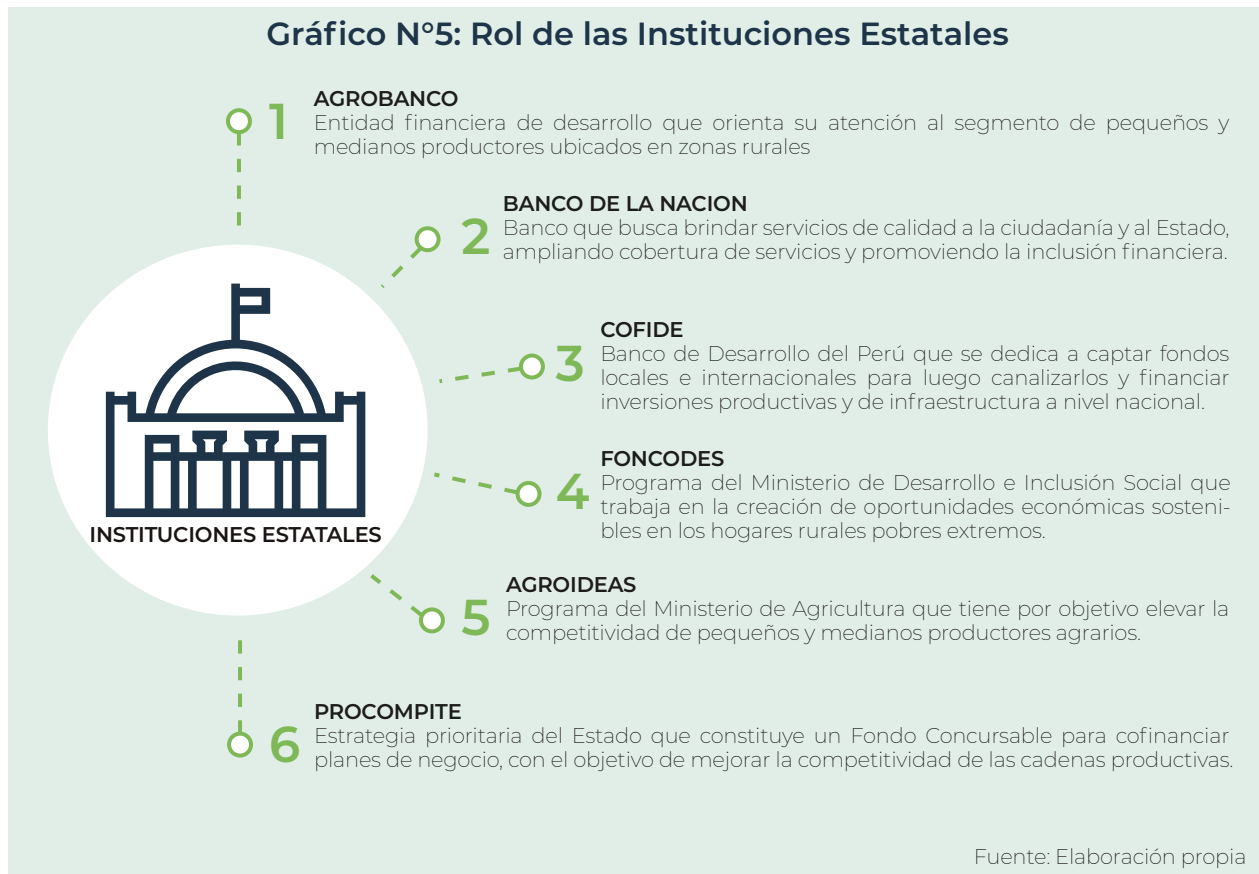 Gráfico N°5: Rol de las Instituciones Estatales
1
AGROBANCO
Entidad financiera de desarrollo que orienta su atención al segmento de pequeños y
medianos productores ubicados en zonas rurales
2
BANCO DE LA NACION
Banco que busca brindar servicios de calidad a la ciudadanía y al Estado,
ampliando cobertura de servicios y promoviendo la inclusión financiera.
3
COFIDE
Banco de Desarrollo del Perú que se dedica a captar fondos
locales e internacionales para luego canalizarlos y financiar
inversiones productivas y de infraestructura a nivel nacional.
4
FONCODES
Programa del Ministerio de Desarrollo e Inclusión Social que
trabaja en la creación de oportunidades económicas sosteni-
bles en los hogares rurales pobres extremos.
INSTITUCIONES ESTATALES
5
AGROIDEAS
Programa del Ministerio de Agricultura que tiene por objetivo elevar la
competitividad de pequeños y medianos productores agrarios.
6
PROCOMPITE
Estrategia prioritaria del Estado que constituye un Fondo Concursable para cofinanciar
planes de negocio, con el objetivo de mejorar la competitividad de las cadenas productivas.
Fuente: Elaboración propia